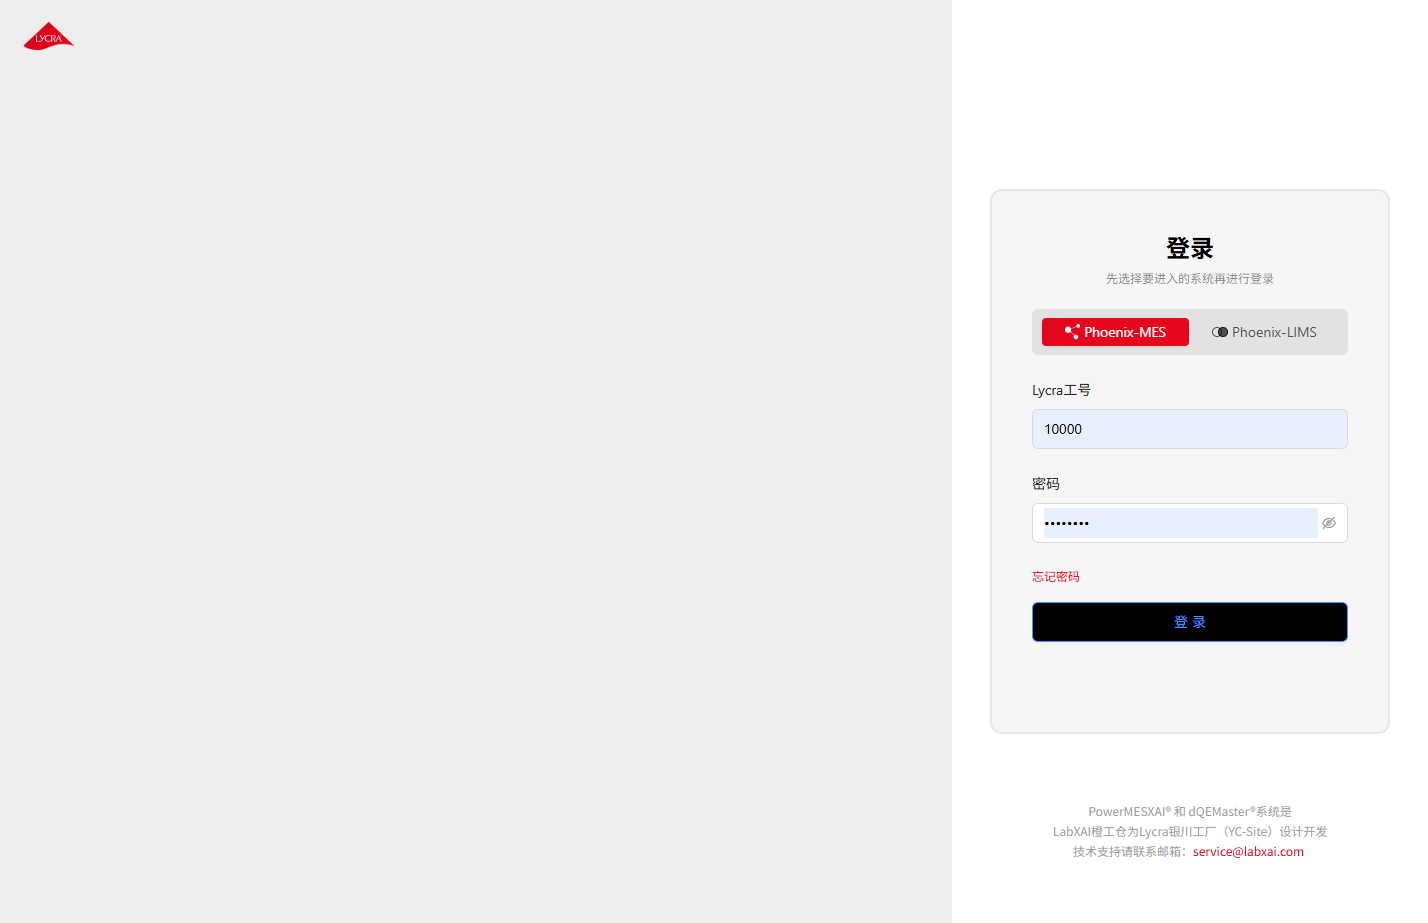 LYCRA
登录
先选择要进入的系统再进行登录
Phoenix-MES Phoenix-LIMS
Lycra工号
10000
密码
••••••••
忘记密码
登 录
PowerMESXAI® 和 dQEMaster®系统是
LabXAI橙工仓为Lycra银川工厂（YC-Site）设计开发
技术支持请联系邮箱：service@labxai.com